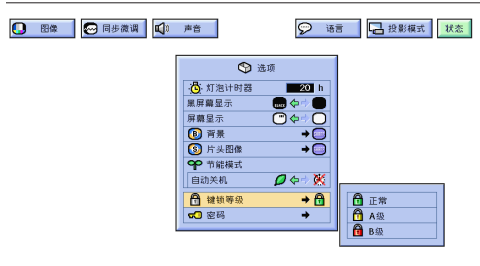 图像 同步微调 声音 语言 投影模式 状态
选项
灯泡计时器 20 h
黑屏幕显示
屏幕显示
背景
片头图像
节能模式
自动关机
键锁等级
密码
正常
A级
B级